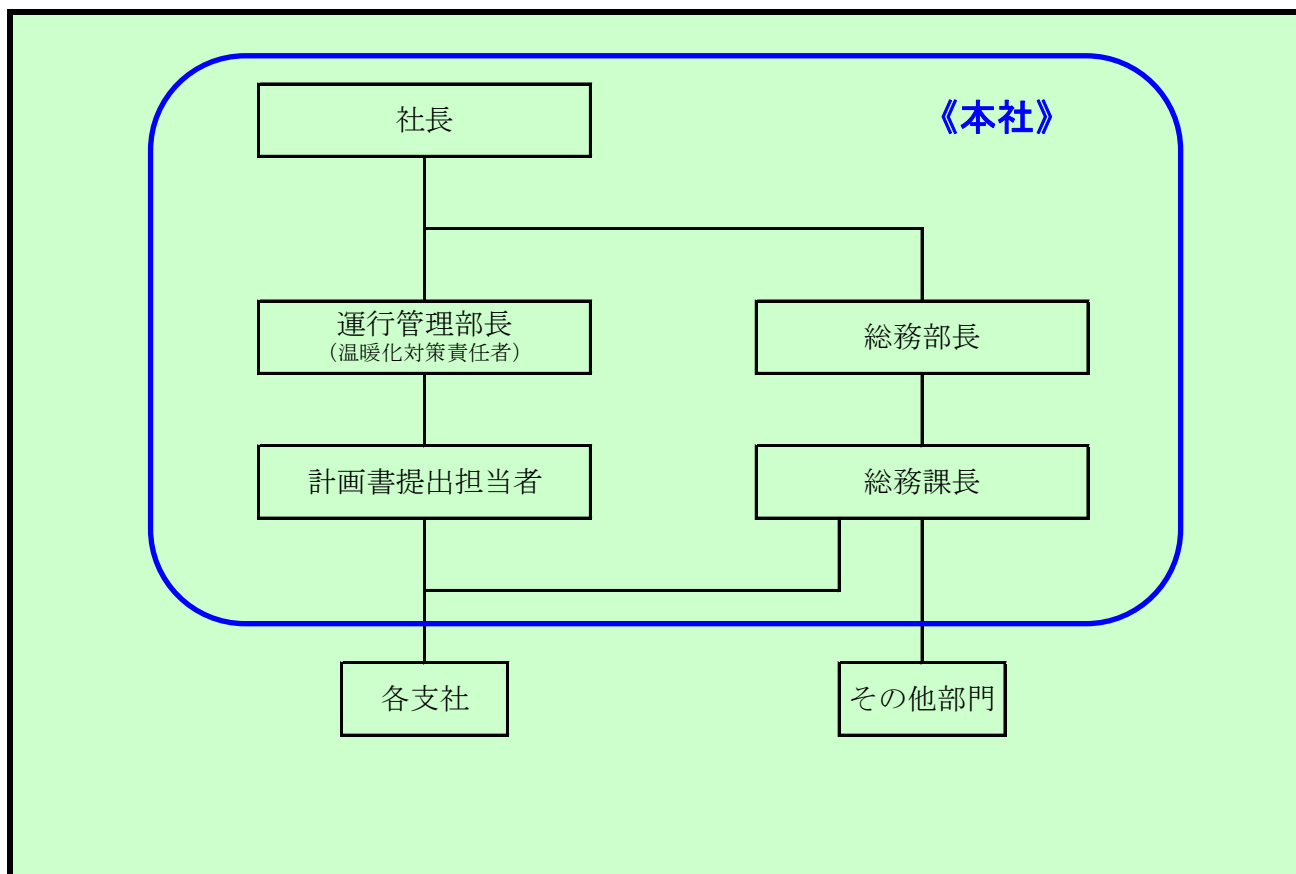 社長
《本社》
運行管理部長
（温暖化対策責任者）
総務部長
計画書提出担当者
総務課長
各支社
その他部門